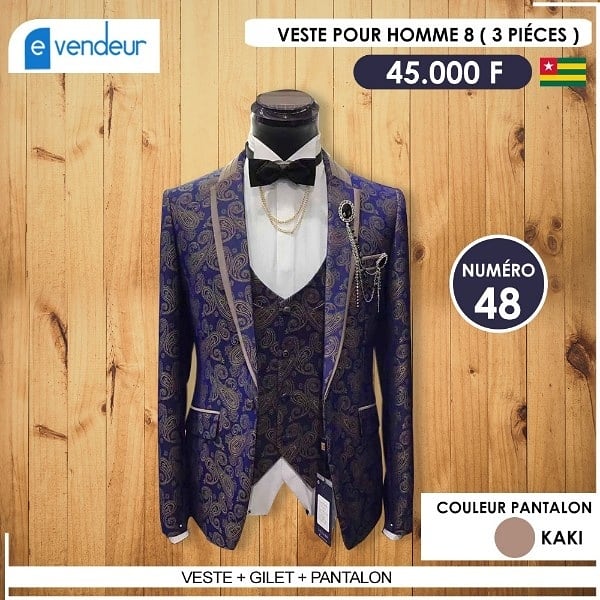 e vendeur
VESTE POUR HOMME 8 ( 3 PIÉCES )
45.000 F
NUMÉRO
48
COULEUR PANTALON
KAKI
VESTE + GILET + PANTALON